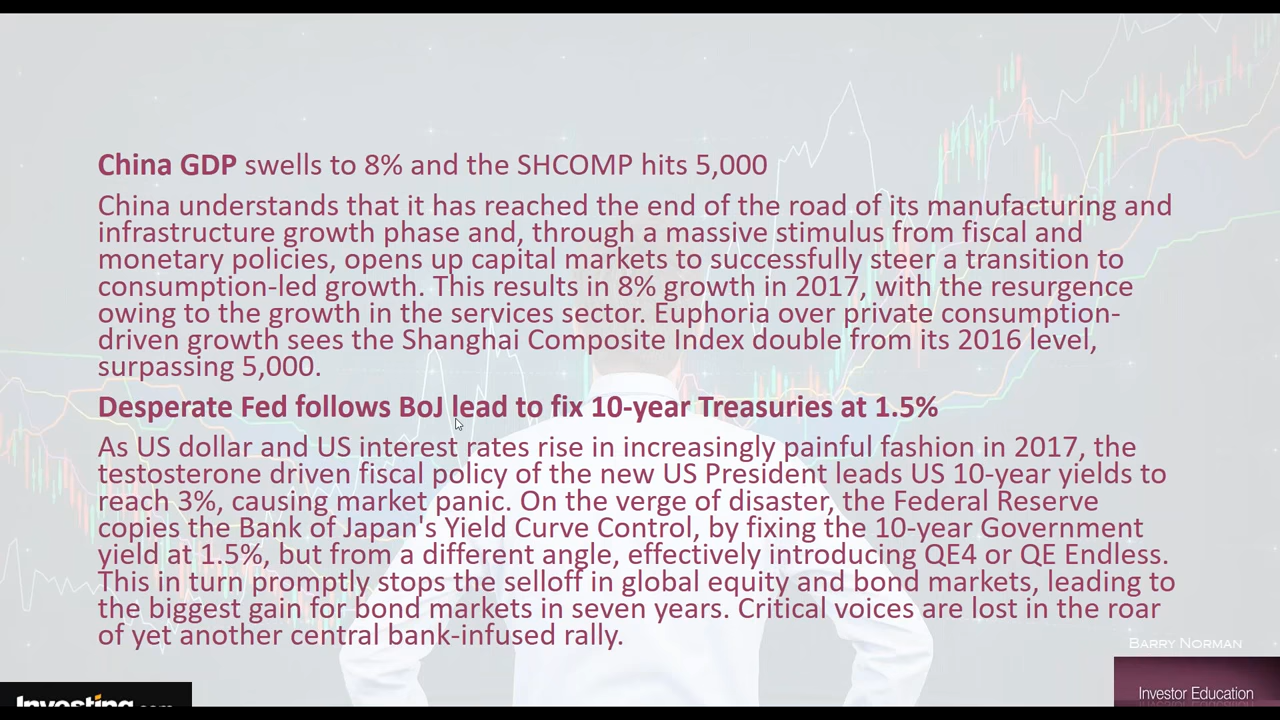 China GDP swells to 8% and the SHCOMP hits 5,000
China understands that it has reached the end of the road of its manufacturing and
infrastructure growth phase and, through a massive stimulus from fiscal and
monetary policies, opens up capital markets to successfully steer a transition to
consumption-led growth. This results in 8% growth in 2017, with the resurgence
owing to the growth in the services sector. Euphoria over private consumption-
driven growth sees the Shanghai Composite Index double from its 2016 level,
surpassing 5,000.
Desperate Fed follows BoJ lead to fix 10-year Treasuries at 1.5%
As US dollar and US interest rates rise in increasingly painful fashion in 2017, the
testosterone driven fiscal policy of the new US President leads US 10-year yields to
reach 3%, causing market panic. On the verge of disaster, the Federal Reserve
copies the Bank of Japan's Yield Curve Control, by fixing the 10-year Government
yield at 1.5%, but from a different angle, effectively introducing QE4 or QE Endless.
This in turn promptly stops the selloff in global equity and bond markets, leading to
the biggest gain for bond markets in seven years. Critical voices are lost in the roar
of yet another central bank-infused rally.
Barry Norman
Investing.com
Investor Education